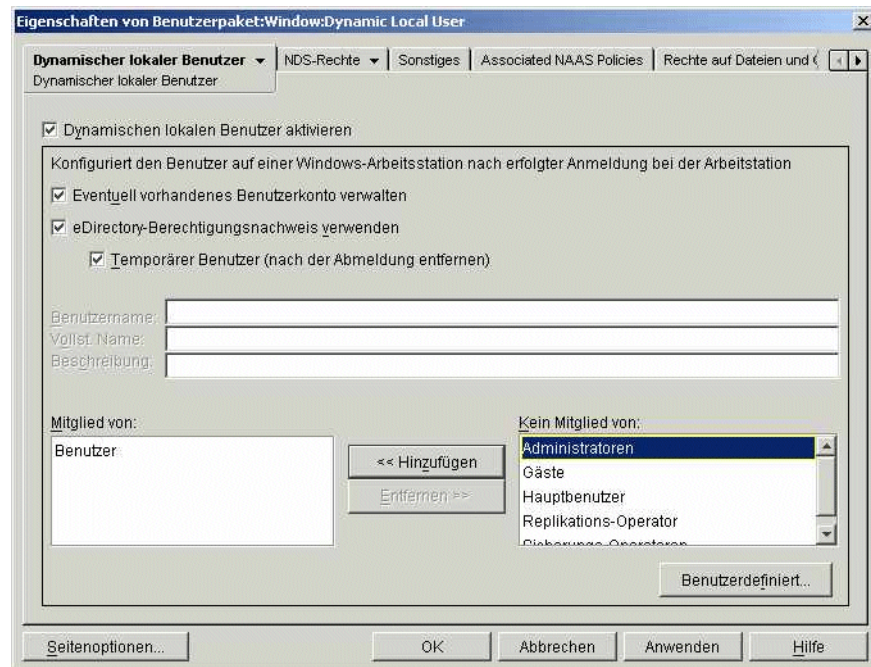 Eigenschaften von Benutzerpaket:Window:Dynamic Local User
Dynamischer lokaler Benutzer NDS-Rechte Sonstiges Associated NAAS Policies Rechte auf Dateien und
Dynamischer lokaler Benutzer
Dynamischen lokalen Benutzer aktivieren
Konfiguriert den Benutzer auf einer Windows-Arbeitsstation nach erfolgter Anmeldung bei der Arbeitstation
Eventuell vorhandenes Benutzerkonto verwalten
eDirectory-Berechtigungsnachweis verwenden
Temporärer Benutzer (nach der Abmeldung entfernen)
Benutzername:
Vollst. Name:
Beschreibung:
Mitglied von:
Benutzer
<< Hinzufügen
Entfernen >>
Kein Mitglied von:
Administratoren
Gäste
Hauptbenutzer
Replikations-Operator
Sicherungs-Operatoren
Benutzerdefiniert...
Seitenoptionen... OK Abbrechen Anwenden Hilfe